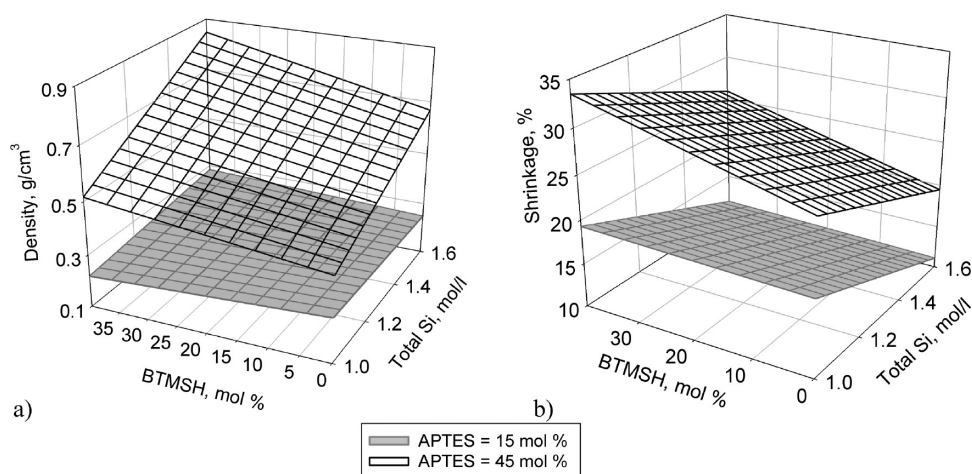 0.9
0.7
0.5
0.3
0.1
Density, g/cm³
35 30 25 20 15 10 5 0
BTMSH, mol %
1.0 1.2 1.4 1.6
Total Si, mol/l
a)
35
30
25
20
15
10
Shrinkage, %
30 20 10 0
BTMSH, mol %
1.0 1.2 1.4 1.6
Total Si, mol/l
b)
APTES = 15 mol %
APTES = 45 mol %